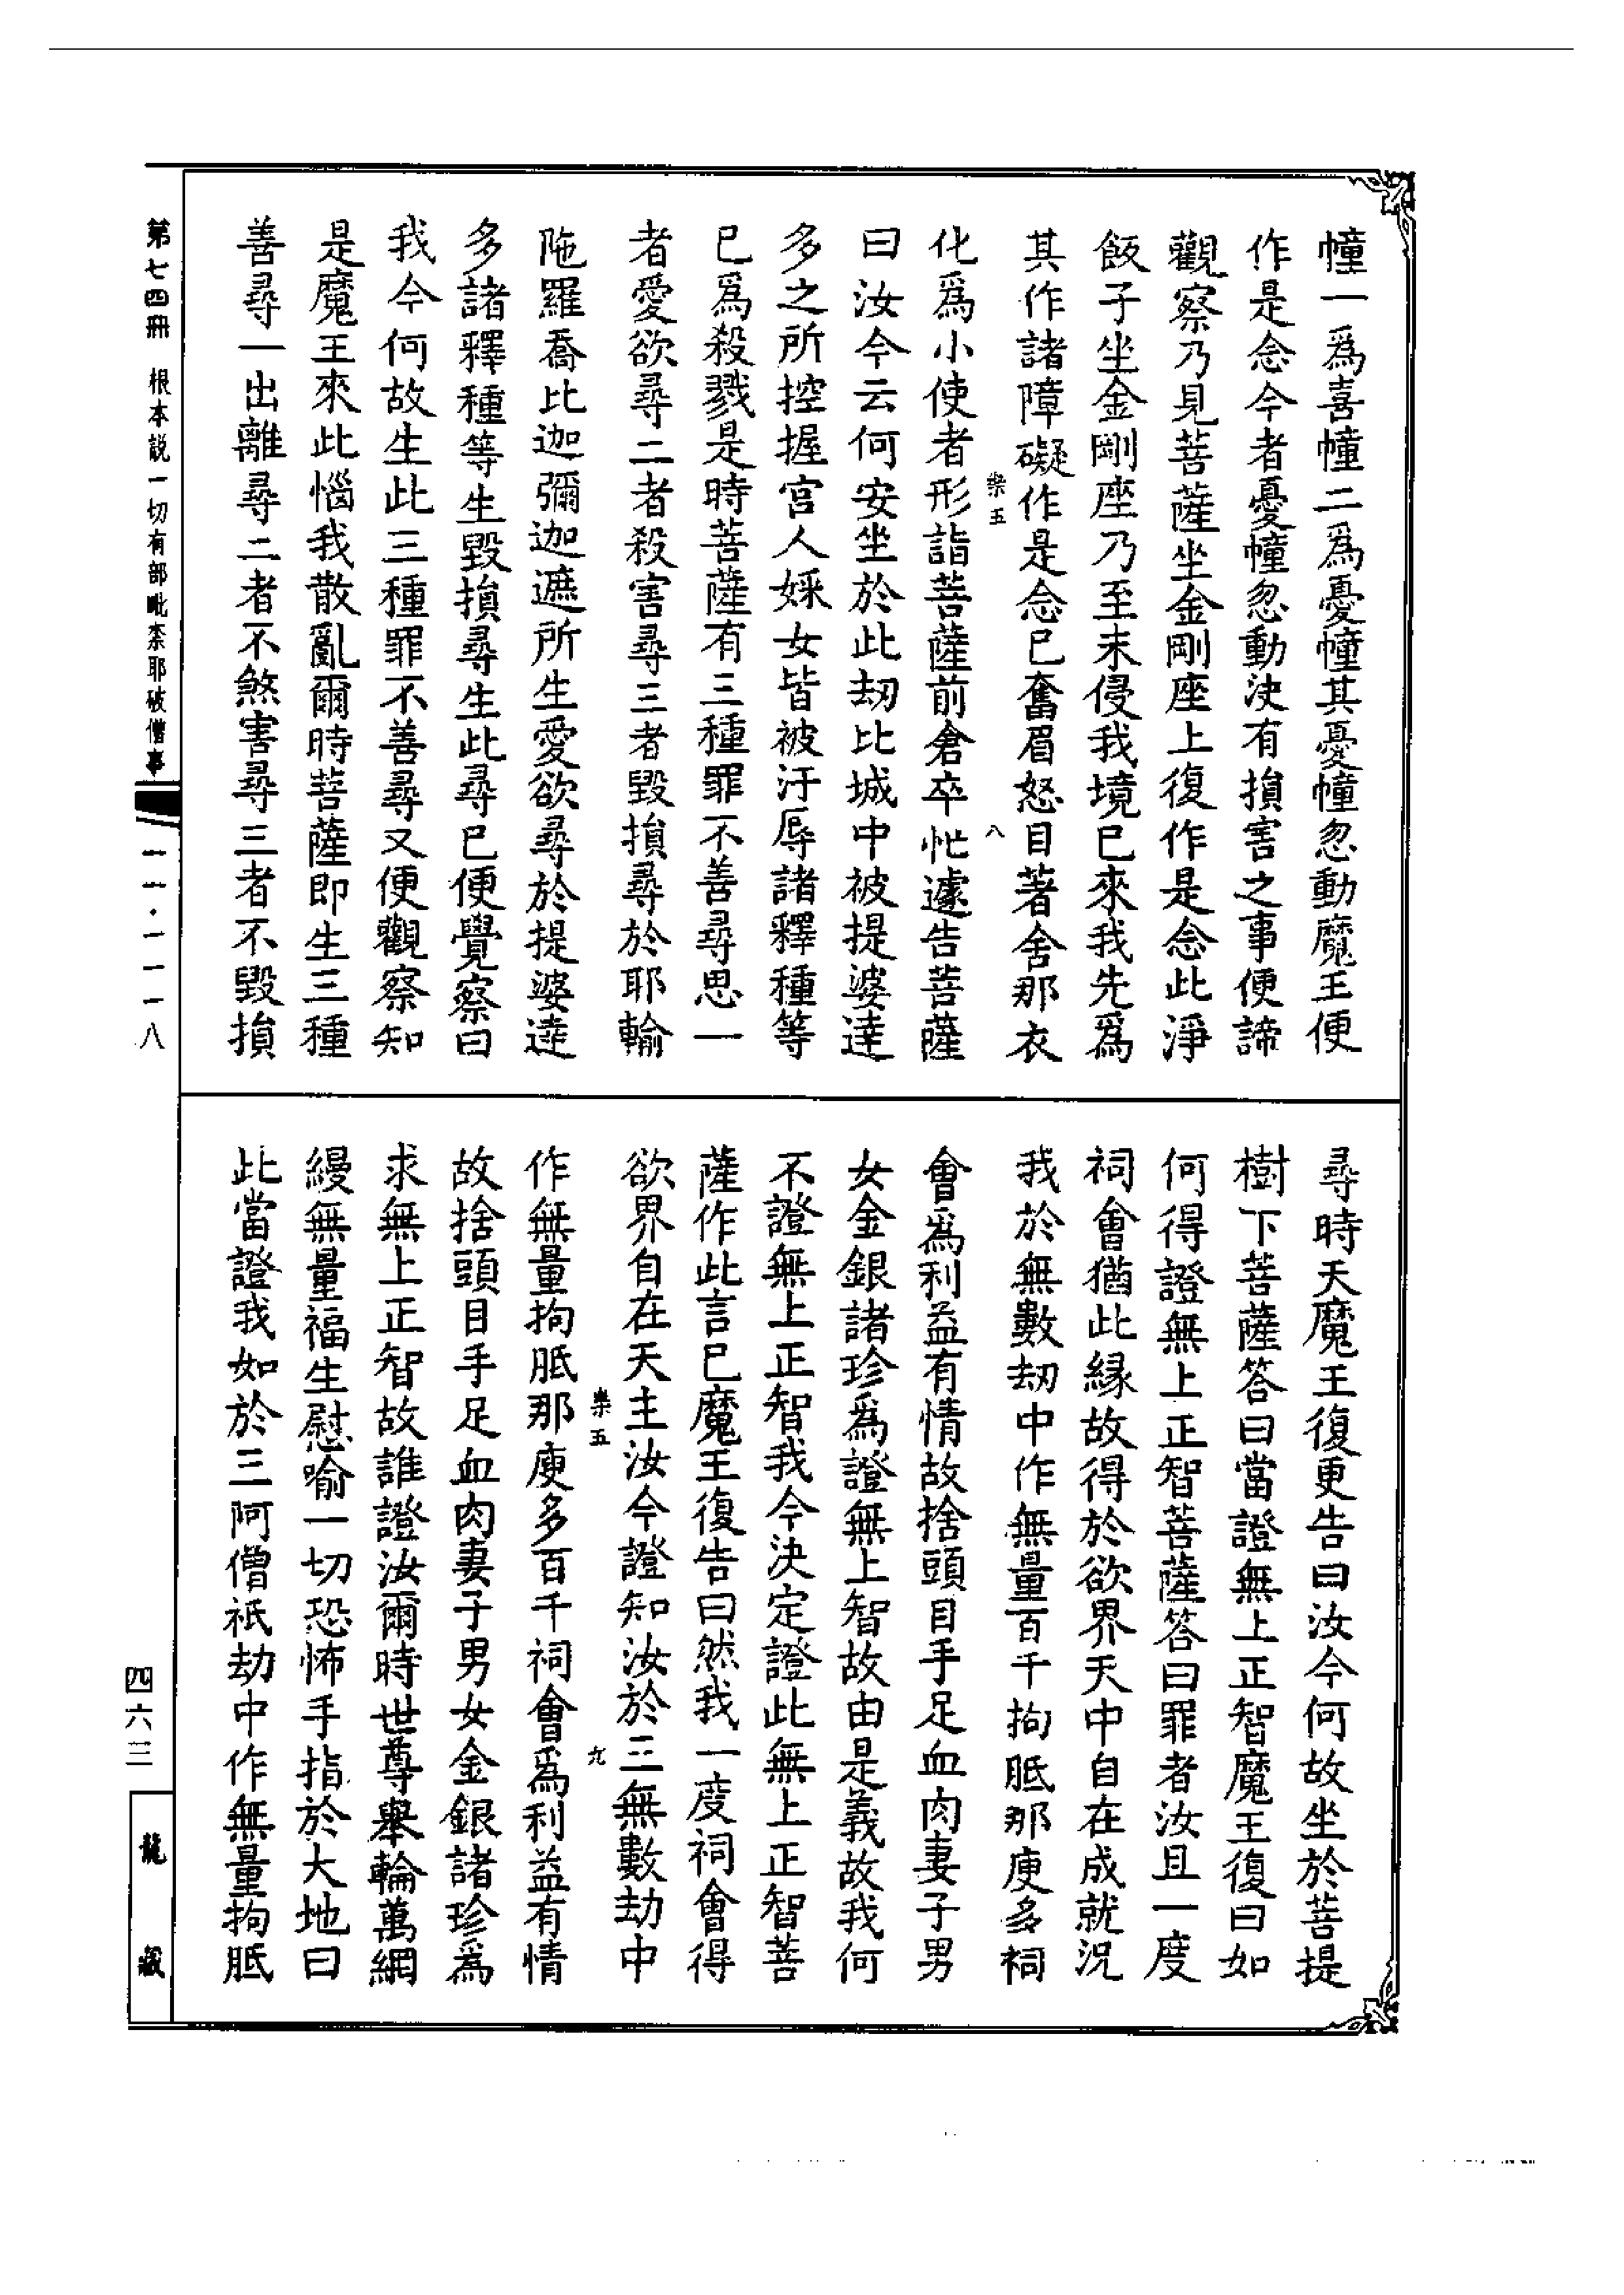 幢一爲喜幢二爲憂幢其憂幢忽動魔王便
作是念今者憂幢忽動決有損害之事便諦
觀察乃見菩薩坐金剛座上復作是念此淨
飯子坐金剛座乃至未侵我境已來我先爲
其作諸障礙作是念已奮眉怒目著舍那衣
樂五
八
化爲小使者形詣菩薩前倉卒忙遽告菩薩
曰汝今云何安坐於此劫比城中被提婆達
多之所控握宮人婇女皆被汙辱諸釋種等
已爲殺戮是時菩薩有三種罪不善尋思一
者愛欲尋二者殺害尋三者毀損尋於耶輸
陁羅喬比迦彌迦遮所生愛欲尋於提婆達
多諸釋種等生毀損尋生此尋已便覺察曰
我今何故生此三種罪不善尋又便觀察知
是魔王來此惱我散亂爾時菩薩即生三種
善尋一出離尋二者不煞害尋三者不毀損
尋時天魔王復更告曰汝今何故坐於菩提
樹下菩薩答曰當證無上正智魔王復曰如
何得證無上正智菩薩答曰罪者汝且一度
祠會猶此緣故得於欲界天中自在成就況
我於無數劫中作無量百千拘胝那庾多祠
會爲利益有情故捨頭目手足血肉妻子男
女金銀諸珍爲證無上智故由是義故我何
不證無上正智我今決定證此無上正智菩
薩作此言已魔王復告曰然我一度祠會得
欲界自在天主汝今證知汝於三無數劫中
樂五
九
作無量拘胝那庾多百千祠會爲利益有情
故捨頭目手足血肉妻子男女金銀諸珍爲
求無上正智故誰證汝爾時世尊舉輪萬網
縵無量福生慰喻一切恐怖手指於大地曰
此當證我如於三阿僧祇劫中作無量拘胝
第七四冊 根本説一切有部毗柰耶破僧事
一一·一一一八
四六三
龍藏